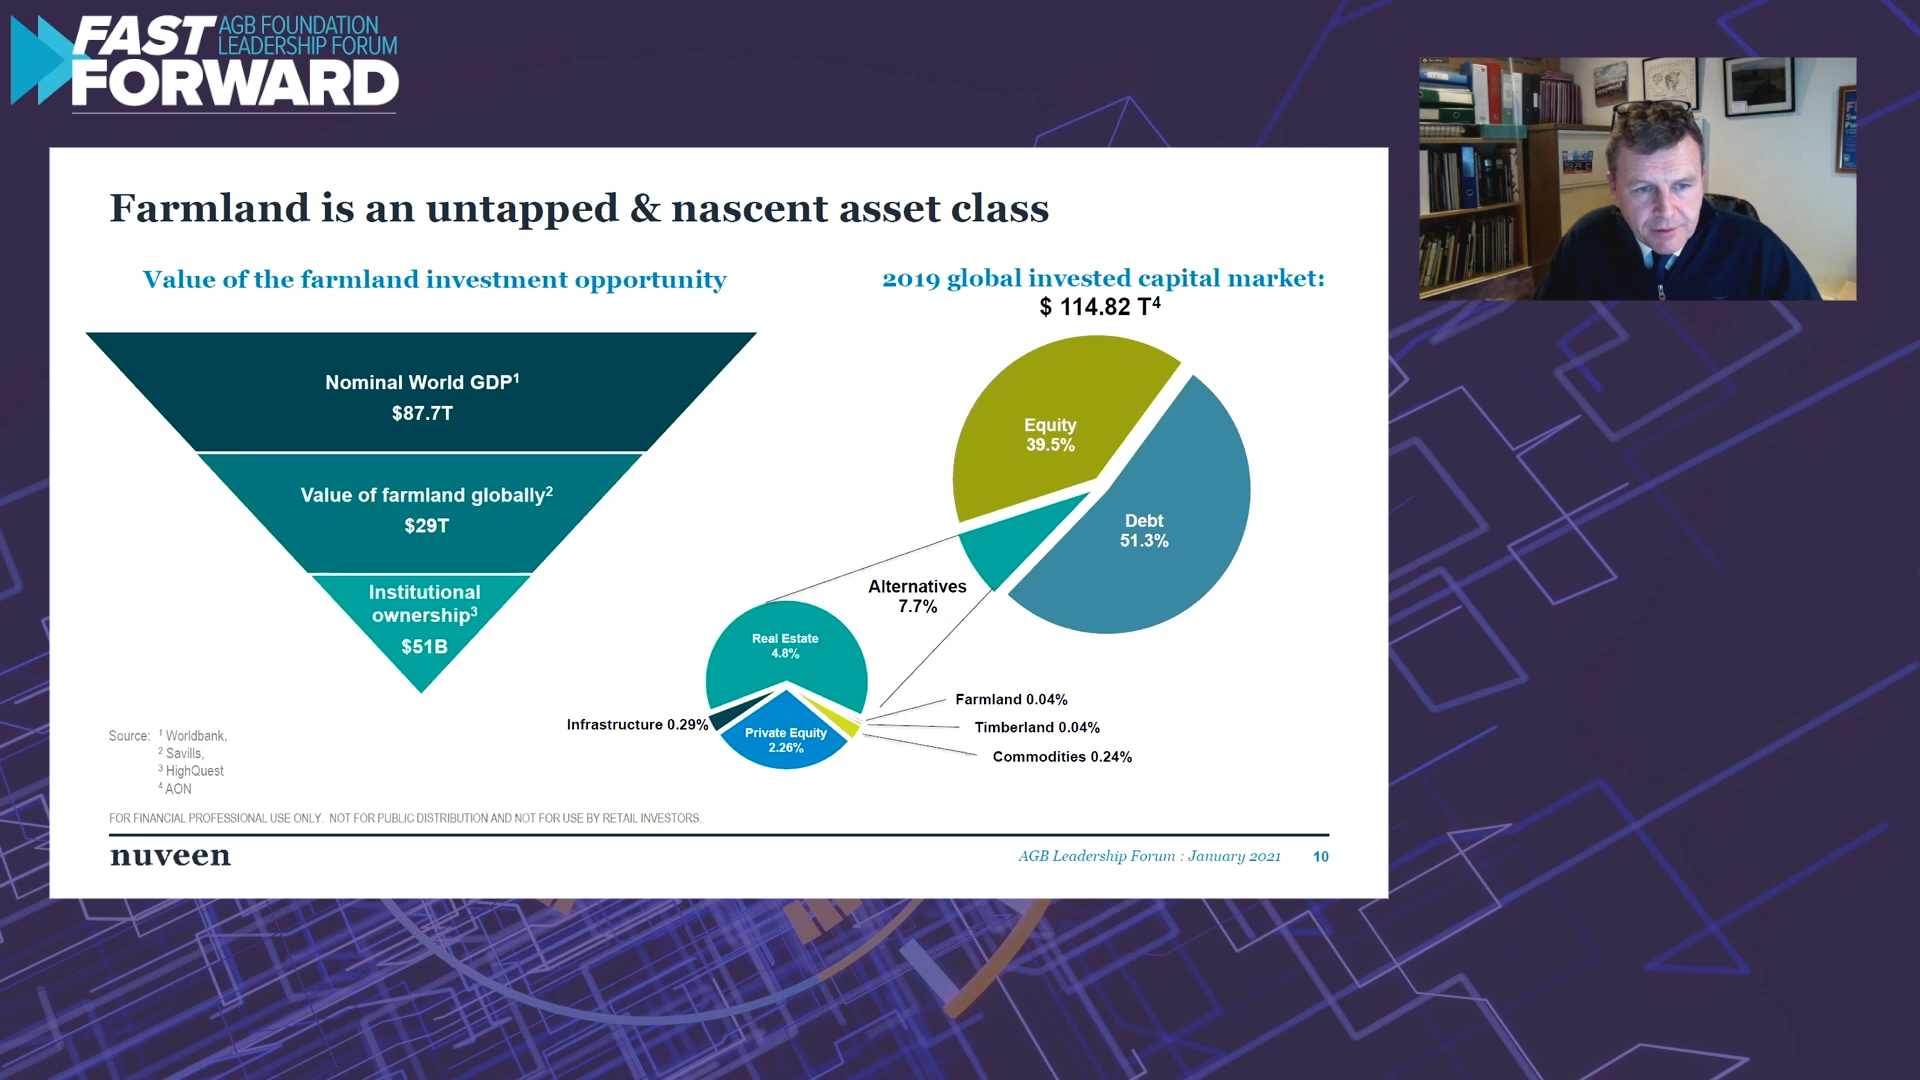 FAST AGB FOUNDATION
LEADERSHIP FORUM
FORWARD
Farmland is an untapped & nascent asset class
Value of the farmland investment opportunity
Nominal World GDP¹
$87.7T
Value of farmland globally²
$29T
Institutional
ownership³
$51B
2019 global invested capital market:
$ 114.82 T⁴
Equity
39.5%
Debt
51.3%
Alternatives
7.7%
Real Estate
4.8%
Infrastructure 0.29%
Private Equity
2.26%
Farmland 0.04%
Timberland 0.04%
Commodities 0.24%
Source: ¹ Worldbank,
² Savills,
³ HighQuest
⁴ AON
FOR FINANCIAL PROFESSIONAL USE ONLY. NOT FOR PUBLIC DISTRIBUTION AND NOT FOR USE BY RETAIL INVESTORS.
nuveen
AGB Leadership Forum : January 2021 10